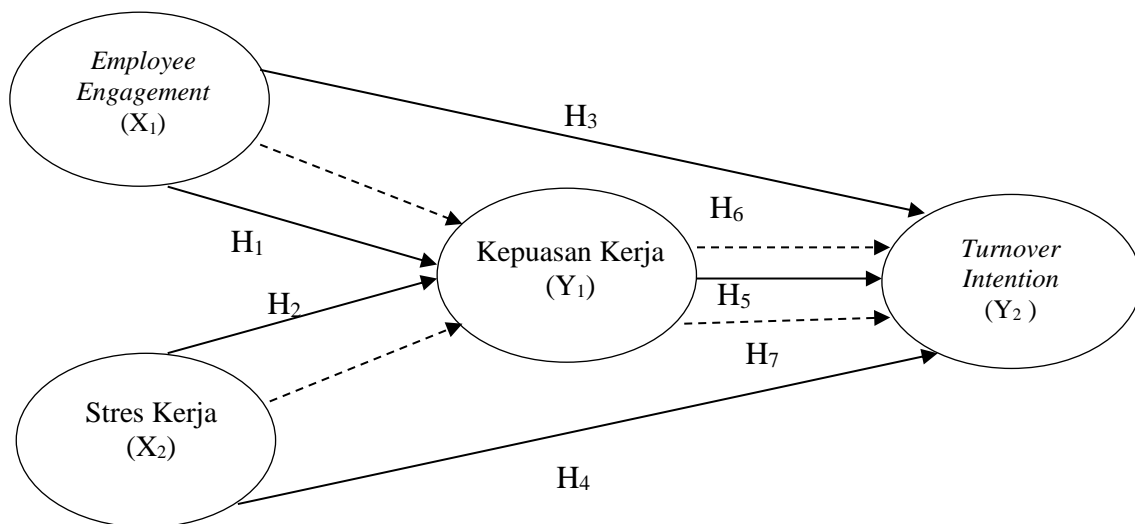 Employee
Engagement
(X₁)
H₃
H₆
H₁
Kepuasan Kerja
(Y₁)
Turnover
Intention
(Y₂ )
H₂
H₅
H₇
Stres Kerja
(X₂)
H₄